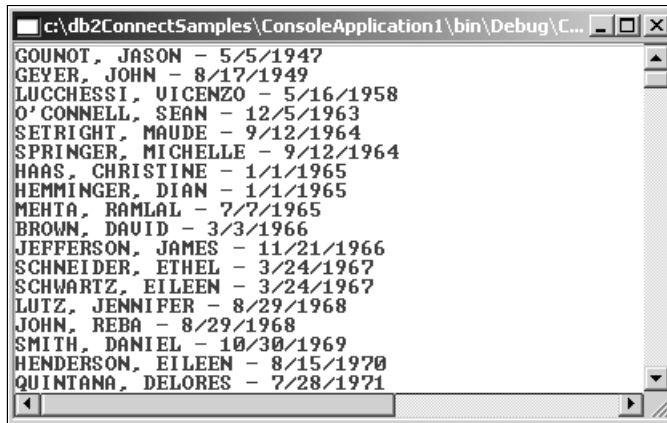 c:\db2ConnectSamples\ConsoleApplication1\bin\Debug\C...
GOUNOT, JASON - 5/5/1947
GEYER, JOHN - 8/17/1949
LUCCHESSI, VICENZO - 5/16/1958
O'CONNELL, SEAN - 12/5/1963
SETRIGHT, MAUDE - 9/12/1964
SPRINGER, MICHELLE - 9/12/1964
HAAS, CHRISTINE - 1/1/1965
HEMMINGER, DIAN - 1/1/1965
MEHTA, RAMLAL - 7/7/1965
BROWN, DAVID - 3/3/1966
JEFFERSON, JAMES - 11/21/1966
SCHNEIDER, ETHEL - 3/24/1967
SCHWARTZ, EILEEN - 3/24/1967
LUTZ, JENNIFER - 8/29/1968
JOHN, REBA - 8/29/1968
SMITH, DANIEL - 10/30/1969
HENDERSON, EILEEN - 8/15/1970
QUINTANA, DELORES - 7/28/1971